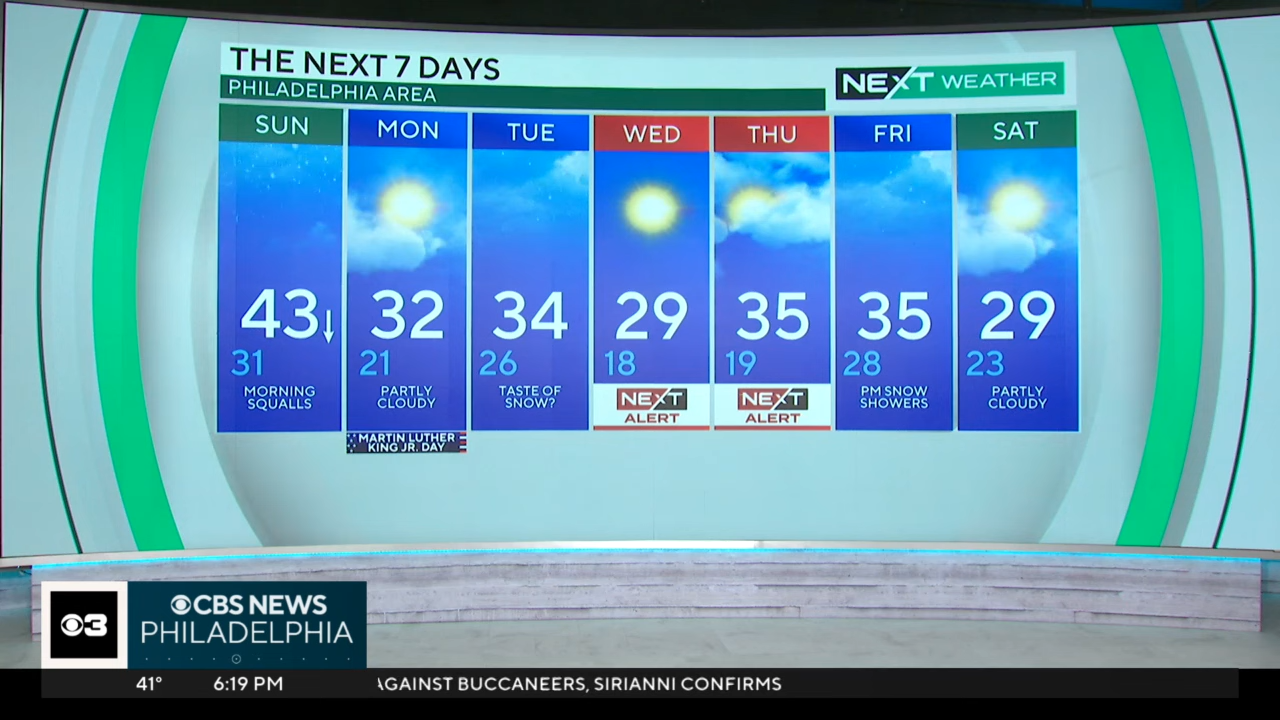 THE NEXT 7 DAYS
PHILADELPHIA AREA
NEXT WEATHER
SUN
43↓
31
MORNING
SQUALLS
MON
32
21
PARTLY
CLOUDY
MARTIN LUTHER
KING JR. DAY
TUE
34
26
TASTE OF
SNOW?
WED
29
18
NEXT
ALERT
THU
35
19
NEXT
ALERT
FRI
35
28
PM SNOW
SHOWERS
SAT
29
23
PARTLY
CLOUDY
3
CBS NEWS
PHILADELPHIA
41° 6:19 PM AGAINST BUCCANEERS, SIRIANNI CONFIRMS